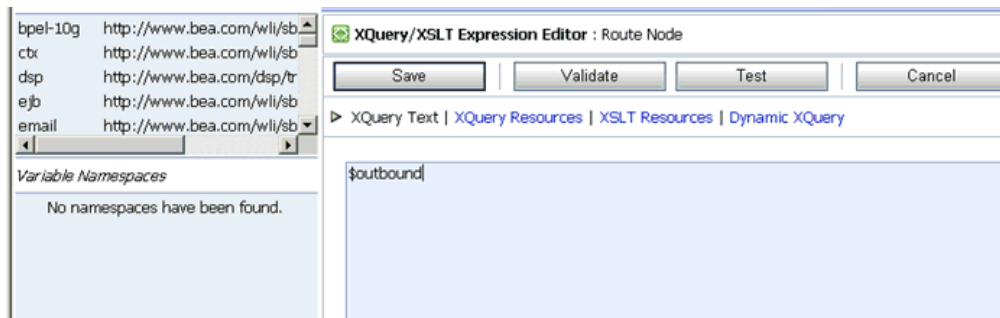 bpel-10g http://www.bea.com/wli/sb
ctx http://www.bea.com/wli/sb
dsp http://www.bea.com/dsp/tr
ejb http://www.bea.com/wli/sb
email http://www.bea.com/wli/sb
Variable Namespaces
No namespaces have been found.
XQuery/XSLT Expression Editor : Route Node
Save Validate Test Cancel
XQuery Text | XQuery Resources | XSLT Resources | Dynamic XQuery
$outbound